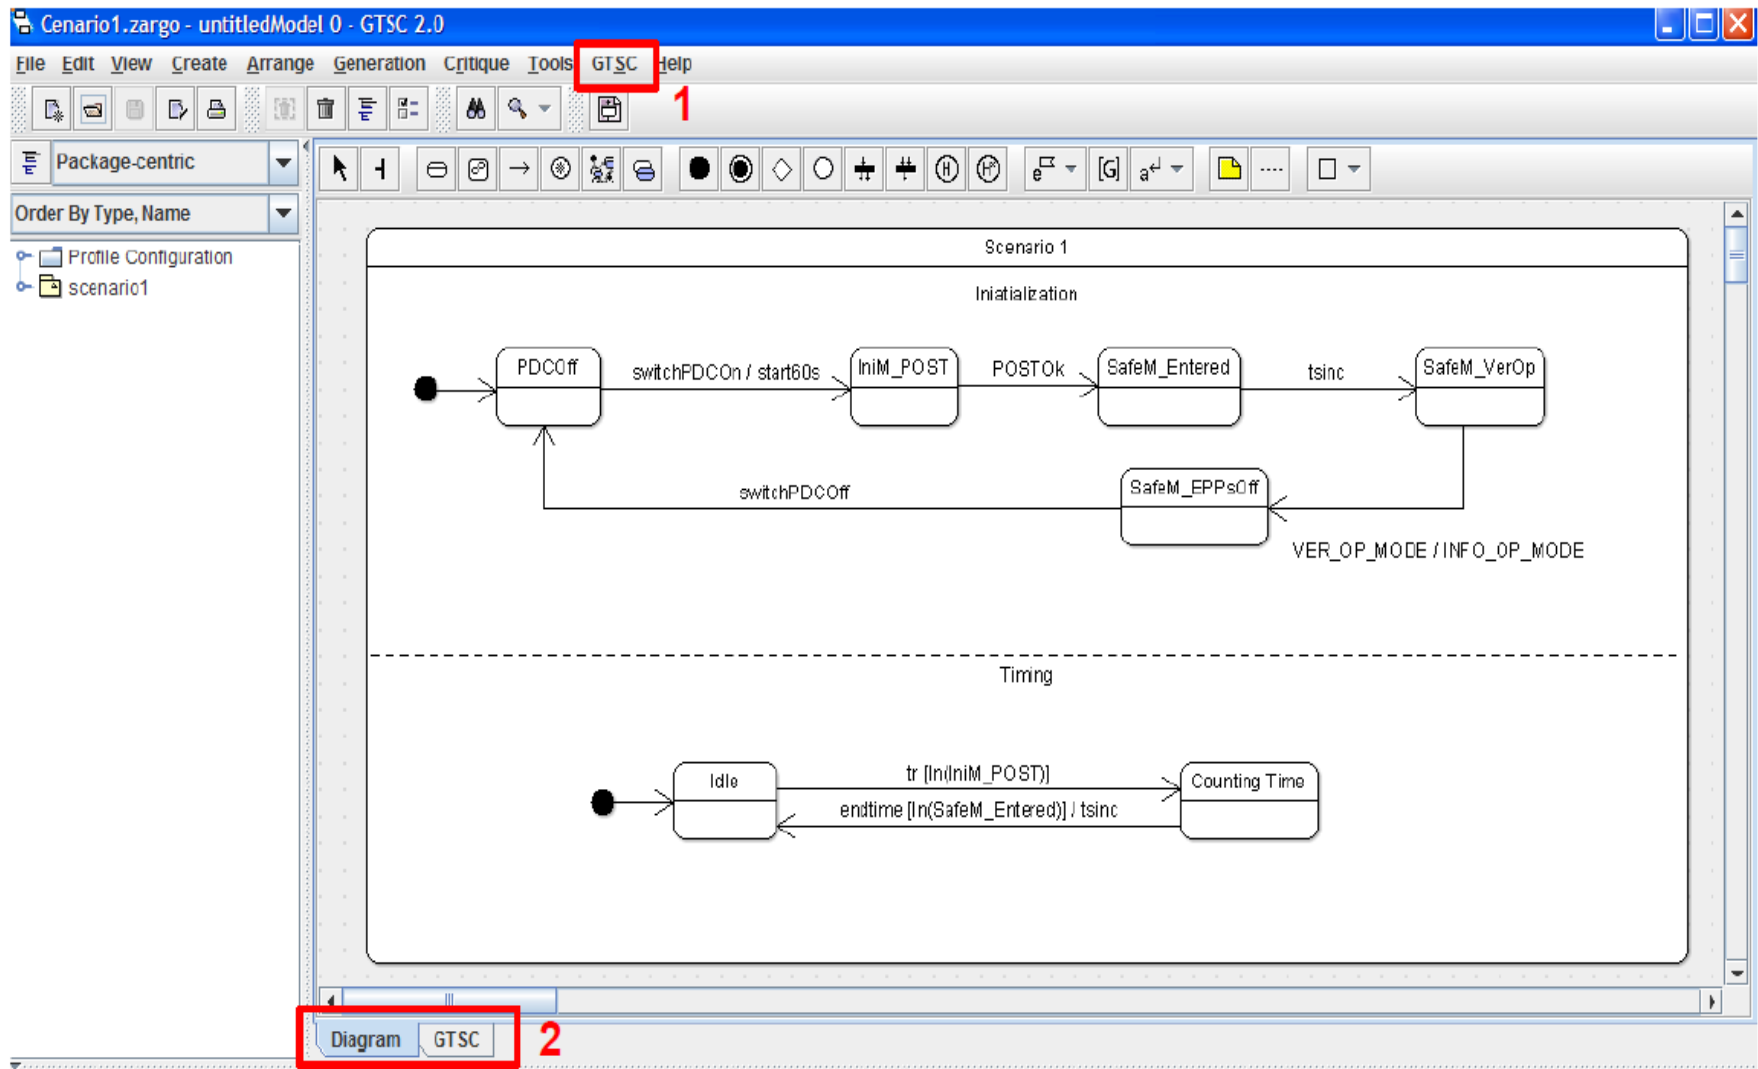 Cenario1.zargo - untitledModel 0 - GTSC 2.0
File Edit View Create Arrange Generation Critique Tools GTSC Help
1
Package-centric
Order By Type, Name
Profile Configuration
scenario1
[G]
Scenario 1
Iniatialization
PDCOff
switchPDCOn / start60s
IniM_POST
POSTOk
SafeM_Entered
tsinc
SafeM_VerOp
switchPDCOff
SafeM_EPPsOff
VER_OP_MODE / INFO_OP_MODE
Timing
Idle
tr [In(IniM_POST)]
Counting Time
endtime [In(SafeM_Entered)] / tsinc
Diagram GTSC 2